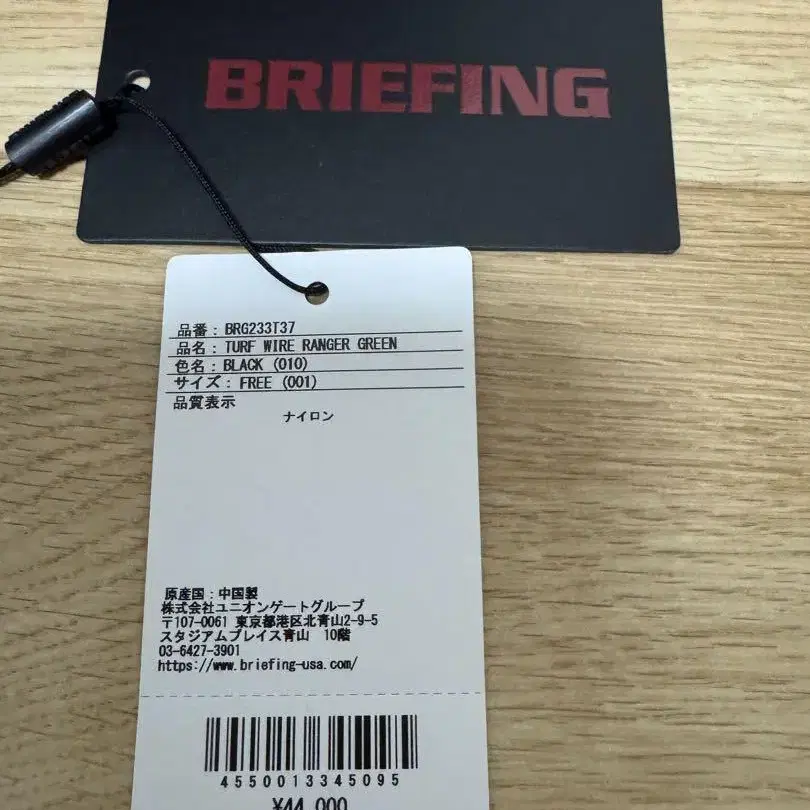 BRIEFING
品番：BRG233T37
品名：TURF WIRE RANGER GREEN
色名：BLACK (010)
サイズ：FREE (001)
品質表示
ナイロン
原産国：中国製
株式会社ユニオンゲートグループ
〒107-0061 東京都港区北青山2-9-5
スタジアムプレイス青山　10階
03-6427-3901
https://www.briefing-usa.com/
4550013345095
¥44,000